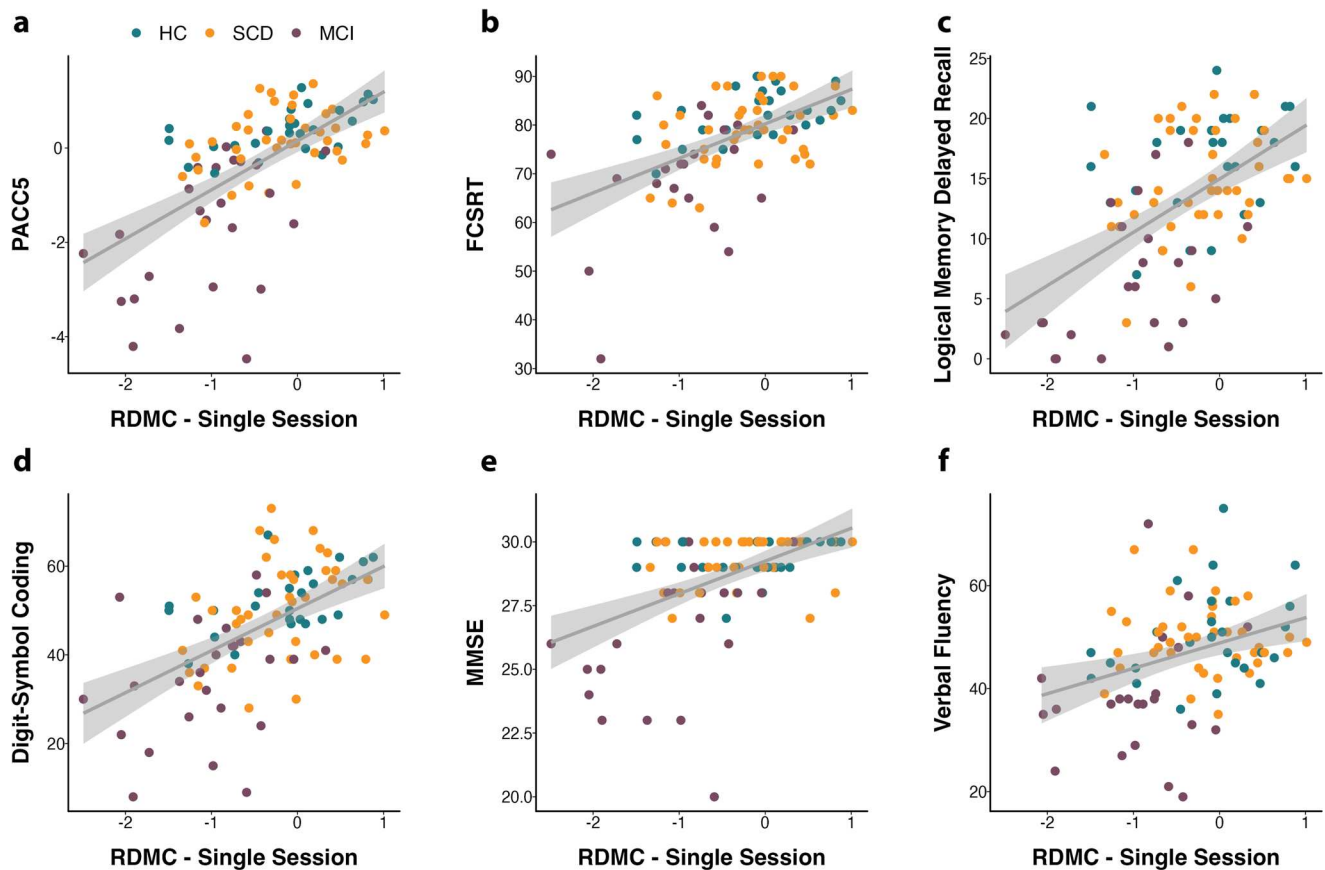 a
HC SCD MCI
PACC5
0
-2
-4
-2 -1 0 1
RDMC - Single Session
b
FCSRT
90
80
70
60
50
40
30
-2 -1 0 1
RDMC - Single Session
c
Logical Memory Delayed Recall
25
20
15
10
5
0
-2 -1 0 1
RDMC - Single Session
d
Digit-Symbol Coding
60
40
20
-2 -1 0 1
RDMC - Single Session
e
MMSE
30.0
27.5
25.0
22.5
20.0
-2 -1 0 1
RDMC - Single Session
f
Verbal Fluency
60
40
20
-2 -1 0 1
RDMC - Single Session